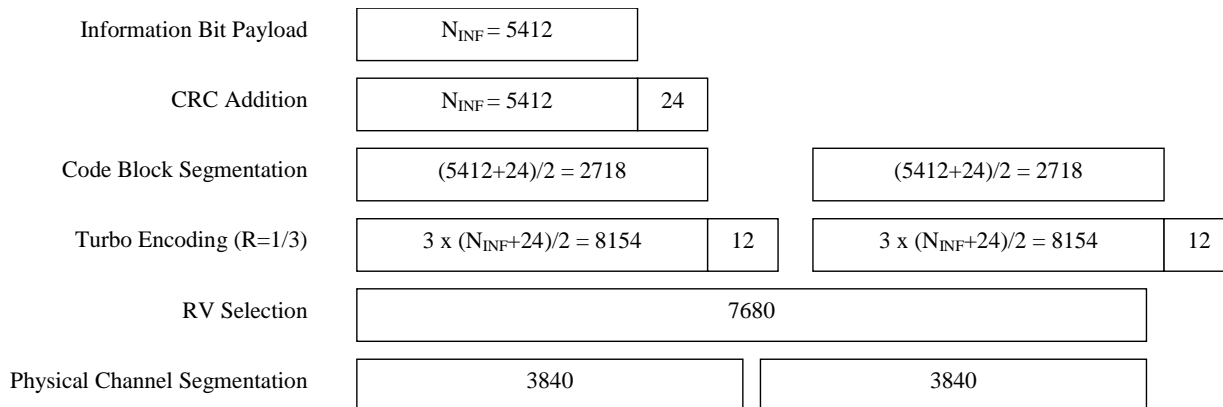 Information Bit Payload N_INF = 5412
CRC Addition N_INF = 5412 24
Code Block Segmentation (5412+24)/2 = 2718 (5412+24)/2 = 2718
Turbo Encoding (R=1/3) 3 x (N_INF+24)/2 = 8154 12 3 x (N_INF+24)/2 = 8154 12
RV Selection 7680
Physical Channel Segmentation 3840 3840